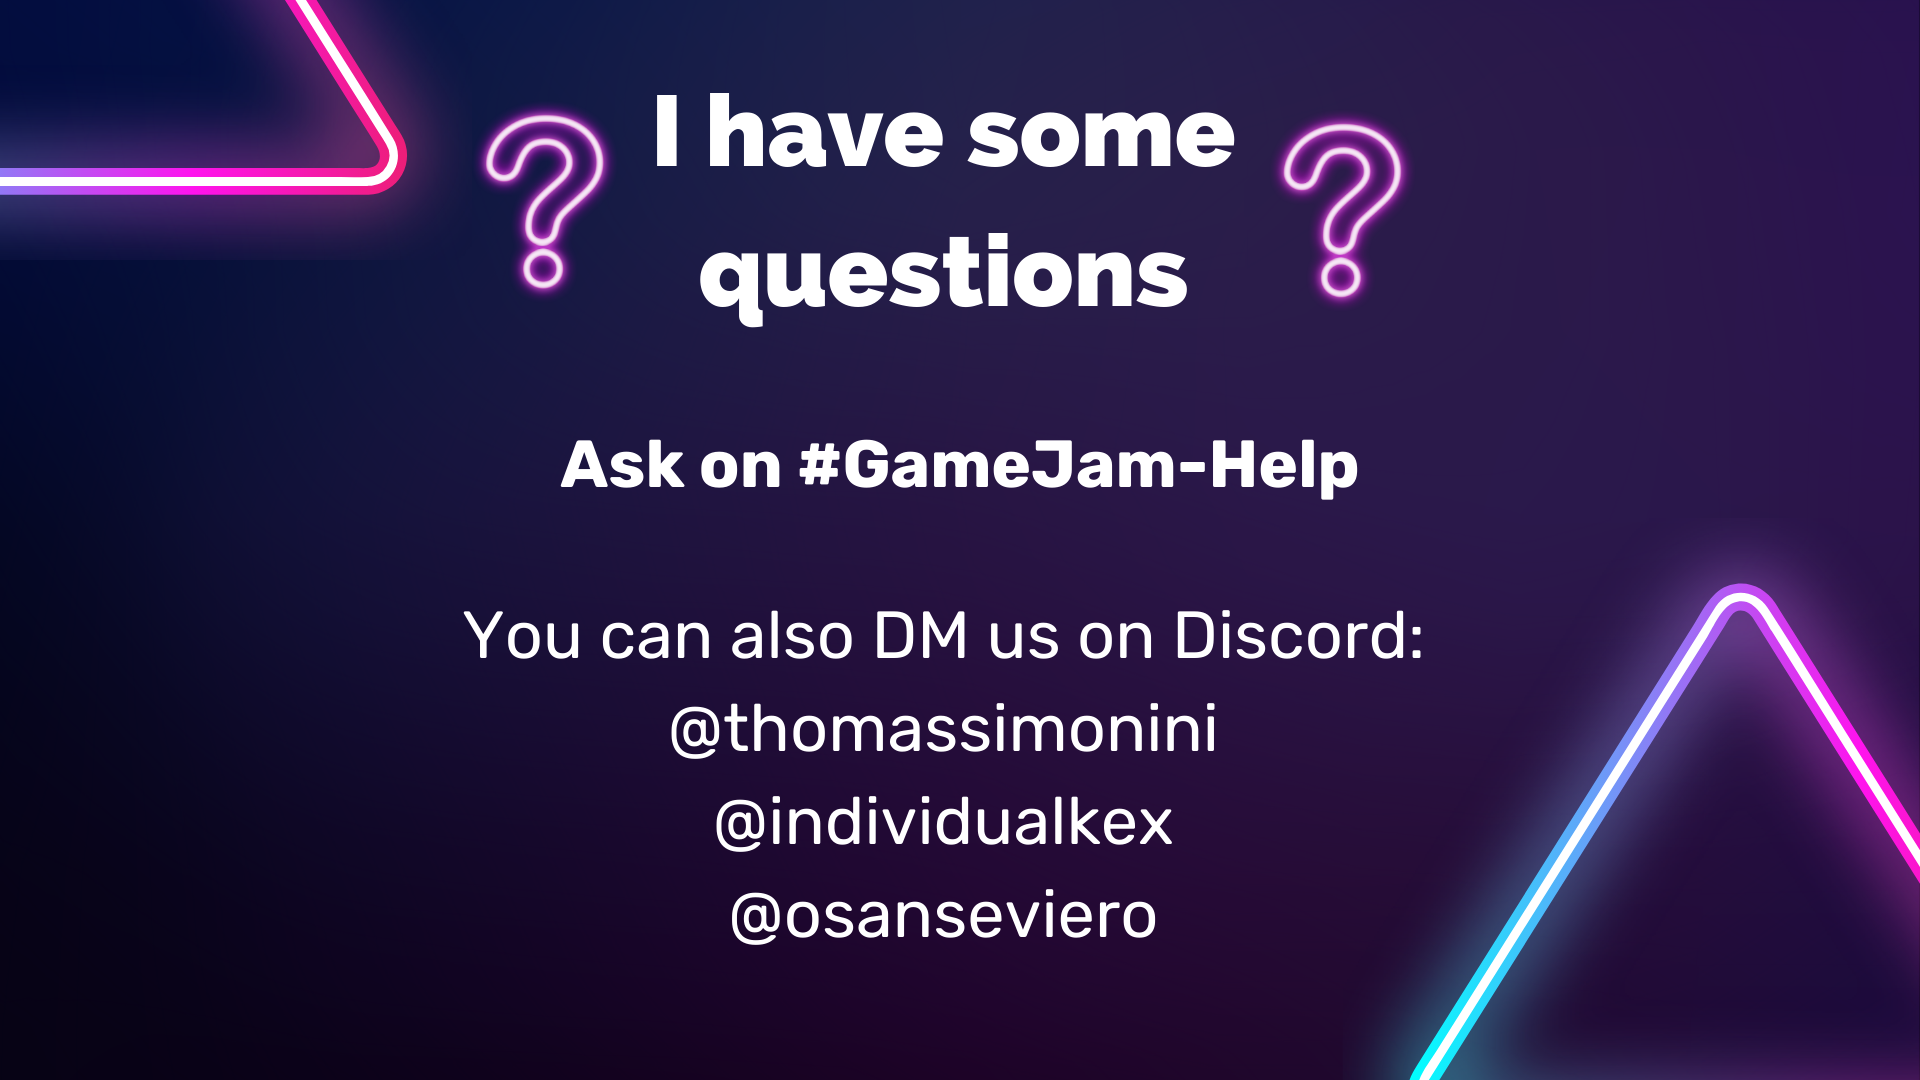 I have some
questions
Ask on #GameJam-Help
You can also DM us on Discord:
@thomassimonini
@individualkex
@osanseviero